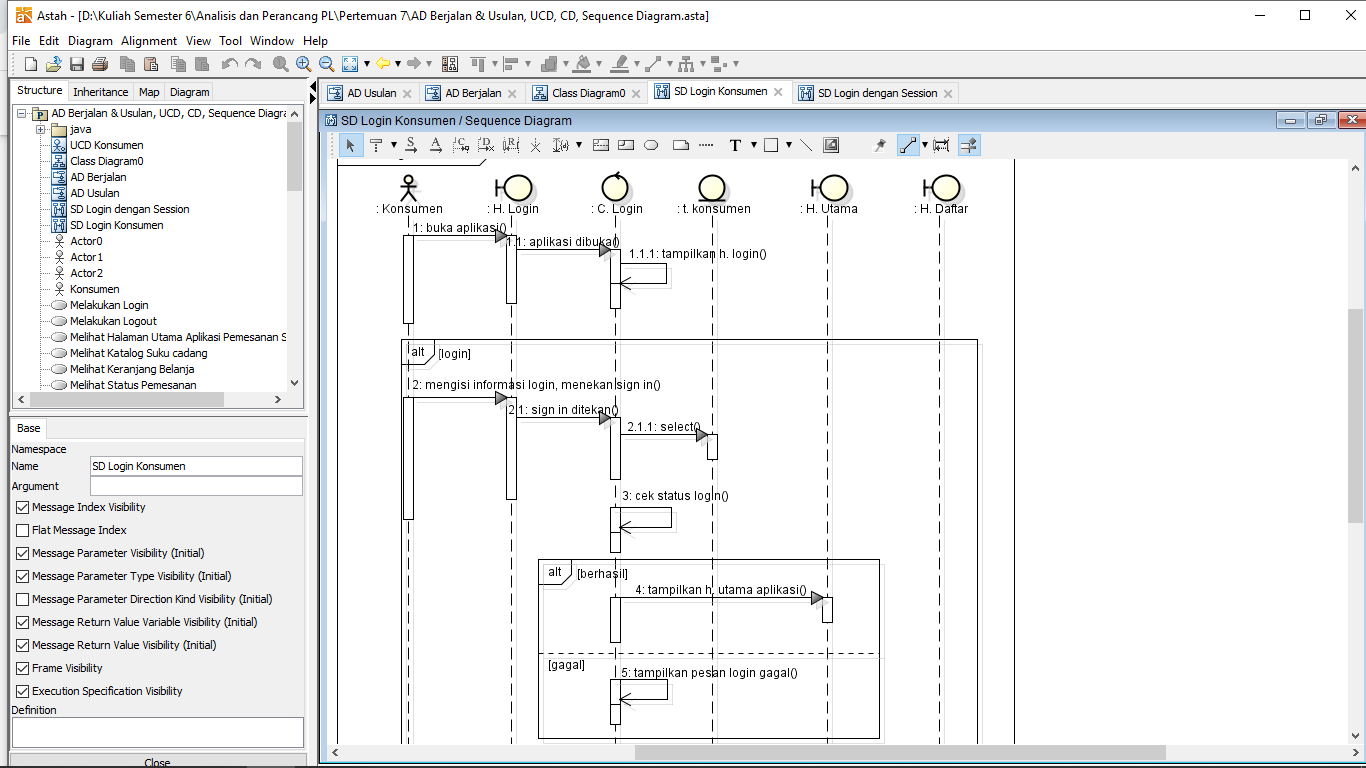 Astah - [D:\Kuliah Semester 6\Analisis dan Perancang PL\Pertemuan 7\AD Berjalan & Usulan, UCD, CD, Sequence Diagram.asta]
File Edit Diagram Alignment View Tool Window Help
Structure Inheritance Map Diagram
AD Berjalan & Usulan, UCD, CD, Sequence Diagra
java
UCD Konsumen
Class Diagram0
AD Berjalan
AD Usulan
SD Login dengan Session
SD Login Konsumen
Actor0
Actor1
Actor2
Konsumen
Melakukan Login
Melakukan Logout
Melihat Halaman Utama Aplikasi Pemesanan S
Melihat Katalog Suku cadang
Melihat Keranjang Belanja
Melihat Status Pemesanan
Base
Namespace
Name SD Login Konsumen
Argument
Message Index Visibility
Flat Message Index
Message Parameter Visibility (Initial)
Message Parameter Type Visibility (Initial)
Message Parameter Direction Kind Visibility (Initial)
Message Return Value Variable Visibility (Initial)
Message Return Value Visibility (Initial)
Frame Visibility
Execution Specification Visibility
Definition
Close
AD Usulan AD Berjalan Class Diagram0 SD Login Konsumen SD Login dengan Session
SD Login Konsumen / Sequence Diagram
: Konsumen : H. Login : C. Login : t. konsumen : H. Utama : H. Daftar
1: buka aplikasi()
1.1: aplikasi dibuka()
1.1.1: tampilkan h. login()
alt [login]
2: mengisi informasi login, menekan sign in()
2.1: sign in ditekan()
2.1.1: select()
3: cek status login()
alt [berhasil]
4: tampilkan h. utama aplikasi()
[gagal]
5: tampilkan pesan login gagal()